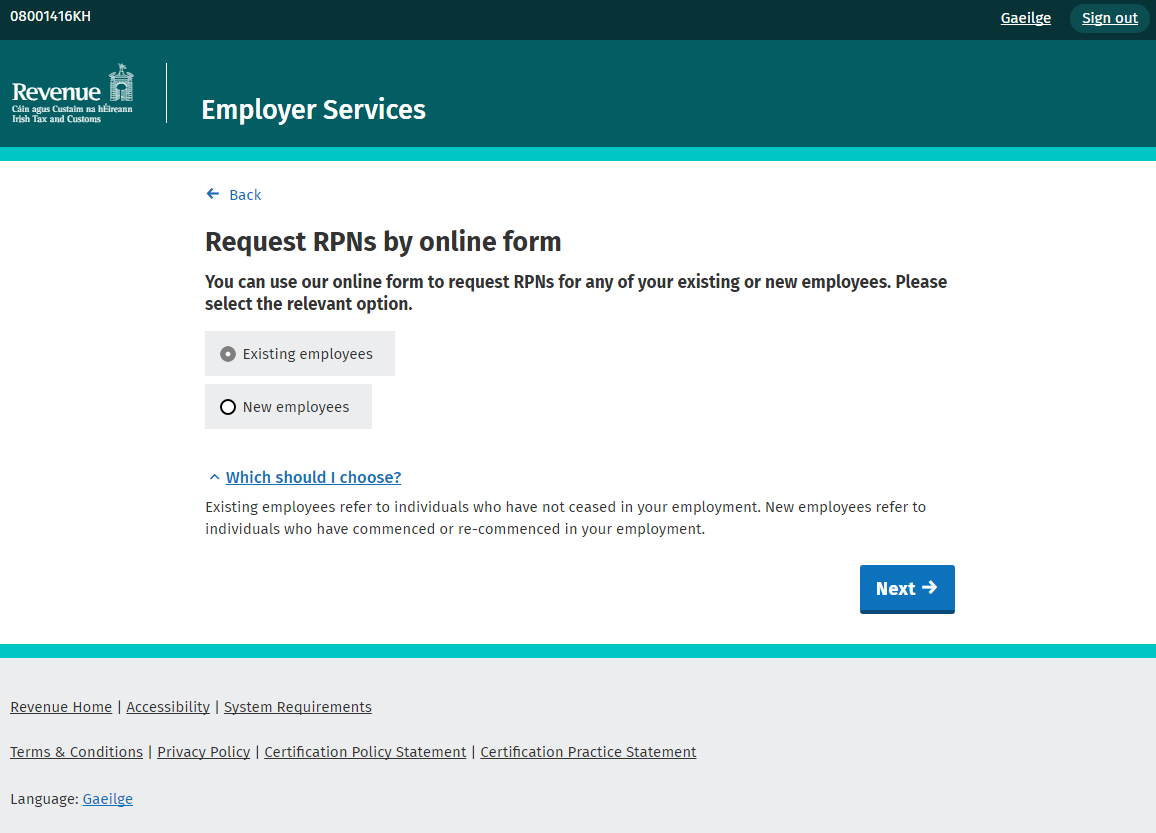 08001416KH
Gaeilge
Sign out
Revenue
Cáin agus Custaim na hÉireann
Irish Tax and Customs
Employer Services
Back
Request RPNs by online form
You can use our online form to request RPNs for any of your existing or new employees. Please
select the relevant option.
Existing employees
New employees
Which should I choose?
Existing employees refer to individuals who have not ceased in your employment. New employees refer to
individuals who have commenced or re-commenced in your employment.
Next
Revenue Home | Accessibility | System Requirements
Terms & Conditions | Privacy Policy | Certification Policy Statement | Certification Practice Statement
Language: Gaeilge